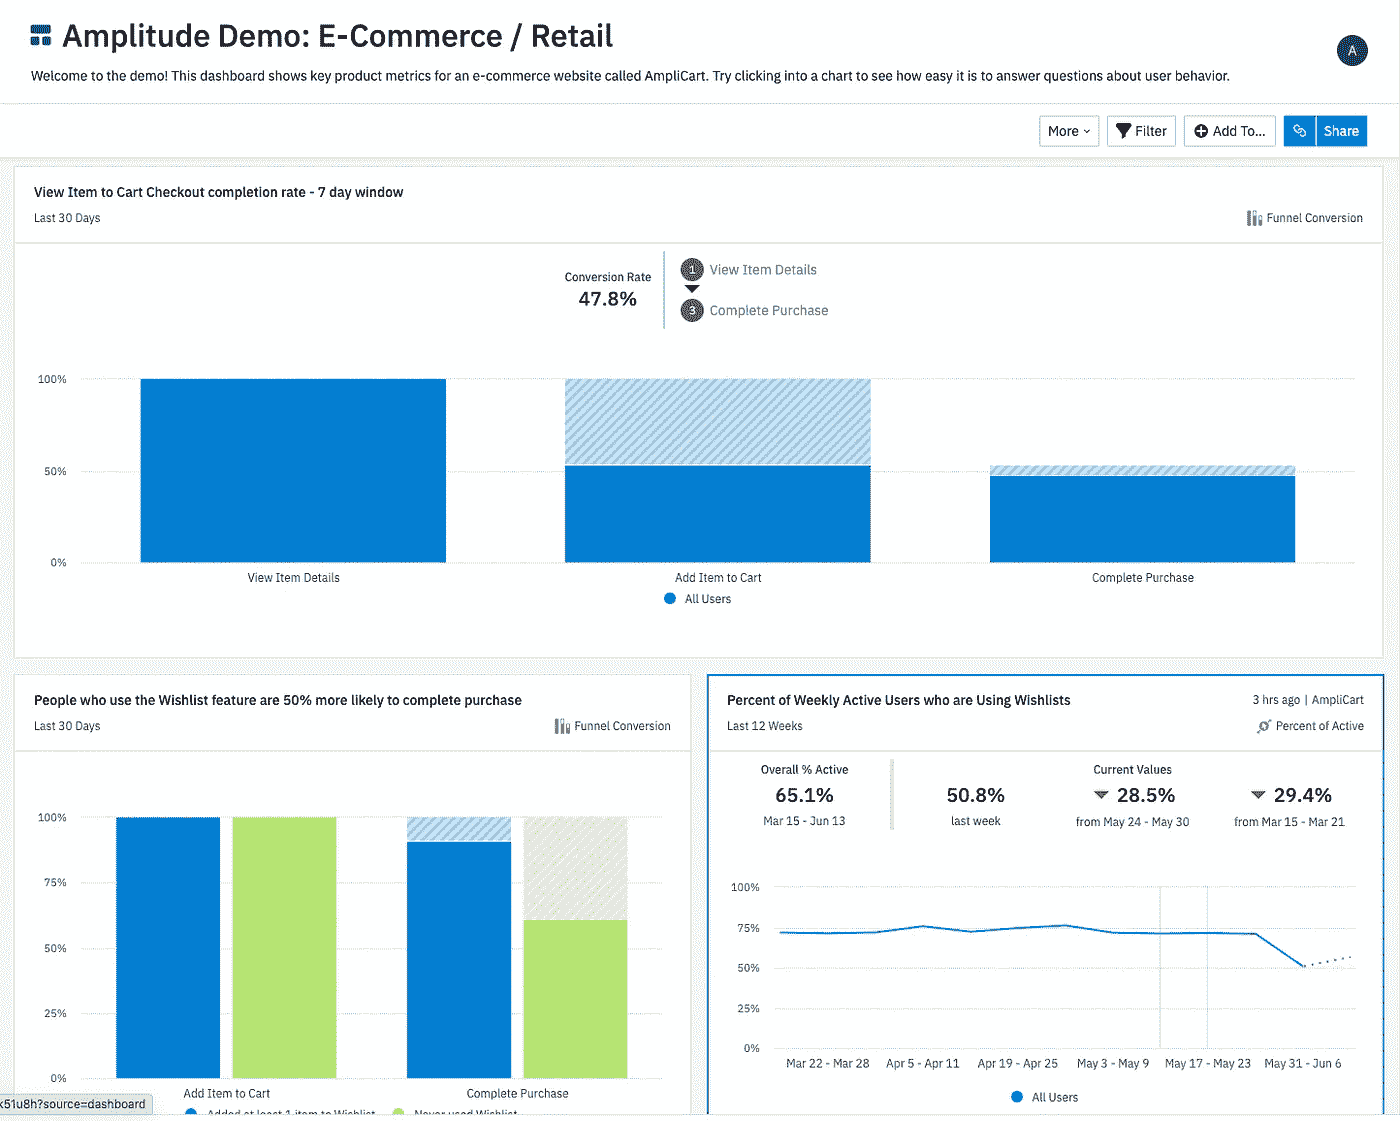 Amplitude Demo: E-Commerce / Retail
A
Welcome to the demo! This dashboard shows key product metrics for an e-commerce website called AmpliCart. Try clicking into a chart to see how easy it is to answer questions about user behavior.
More
Filter
Add To...
Share
View Item to Cart Checkout completion rate - 7 day window
Last 30 Days
Funnel Conversion
Conversion Rate
47.8%
1 View Item Details
3 Complete Purchase
100%
50%
0%
View Item Details
Add Item to Cart
Complete Purchase
All Users
People who use the Wishlist feature are 50% more likely to complete purchase
Last 30 Days
Funnel Conversion
100%
75%
50%
25%
0%
Add Item to Cart
Complete Purchase
Added at least 1 item to Wishlist
Never used Wishlist
k51u8h?source=dashboard
Percent of Weekly Active Users who are Using Wishlists
3 hrs ago | AmpliCart
Last 12 Weeks
Percent of Active
Overall % Active
65.1%
Mar 15 - Jun 13
50.8%
last week
Current Values
28.5%
from May 24 - May 30
29.4%
from Mar 15 - Mar 21
100%
75%
50%
25%
0%
Mar 22 - Mar 28
Apr 5 - Apr 11
Apr 19 - Apr 25
May 3 - May 9
May 17 - May 23
May 31 - Jun 6
All Users